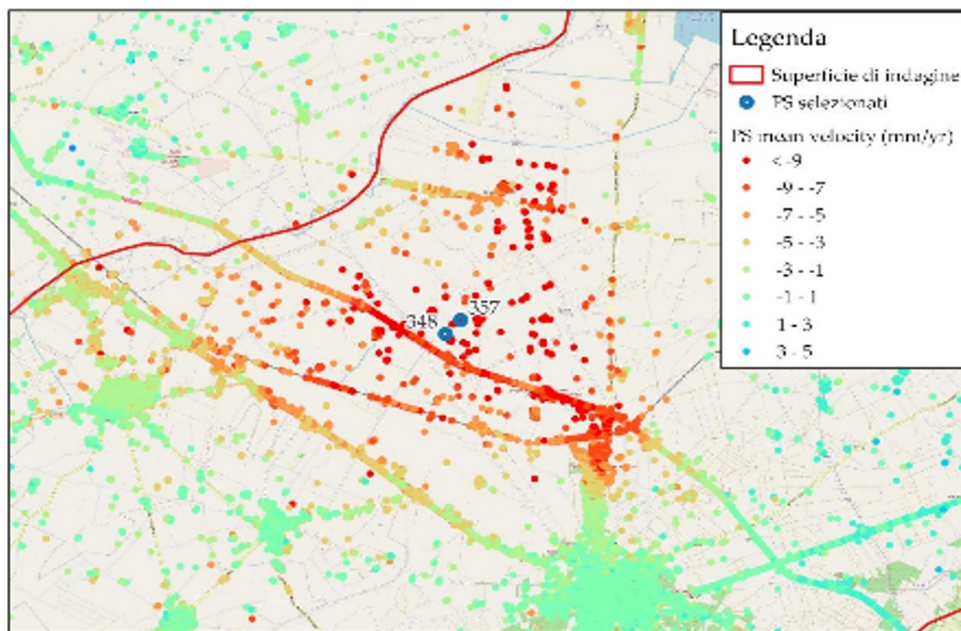 Legenda
Superficie di indagine
PS selezionati
PS mean velocity (mm/yr)
< -9
-9 - -7
-7 - -5
-5 - -3
-3 - -1
-1 - 1
1 - 3
3 - 5
357
348